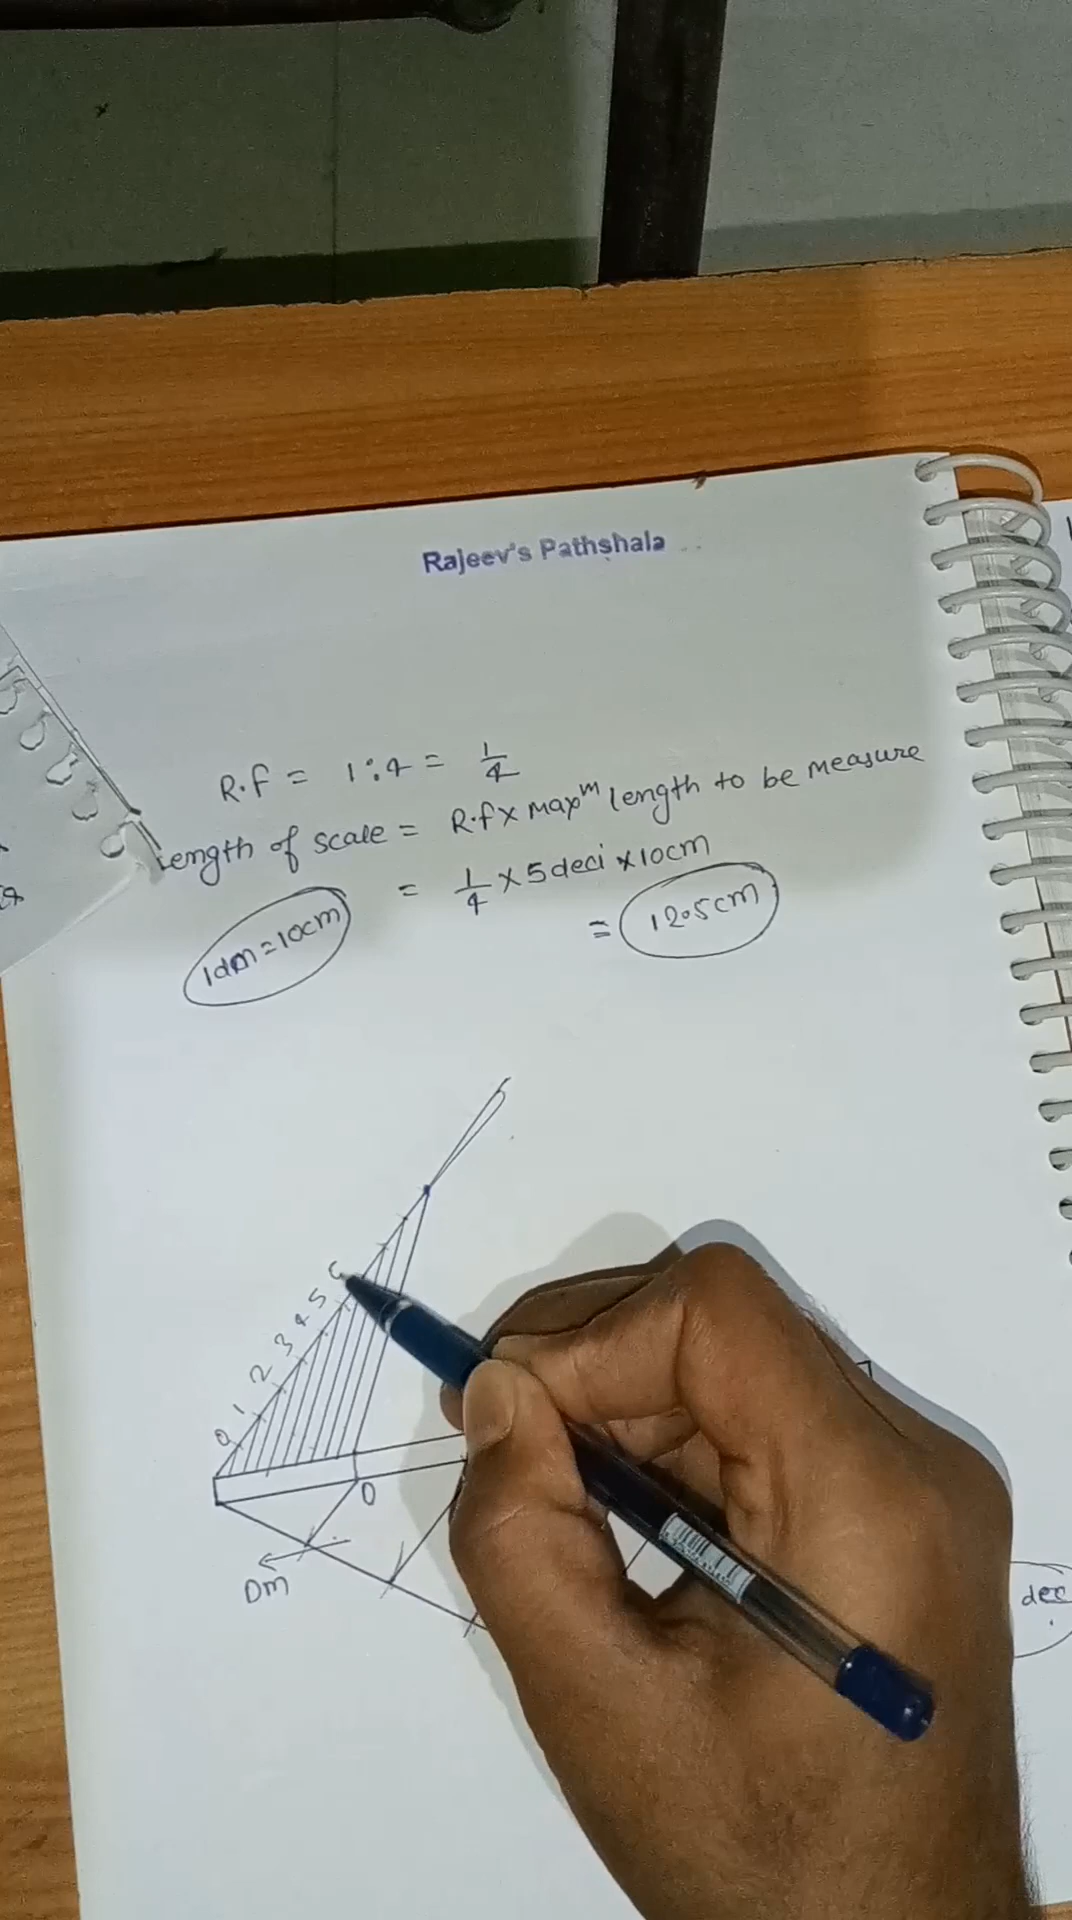 Rajeev's Pathshala
R.f = 1:4 = 1/4
Length of scale = R.f x max^m length to be measure
= 1/4 x 5 deci x 10cm
1dm = 10cm
= 12.5cm
0 1 2 3 4 5
0
Dm
dec